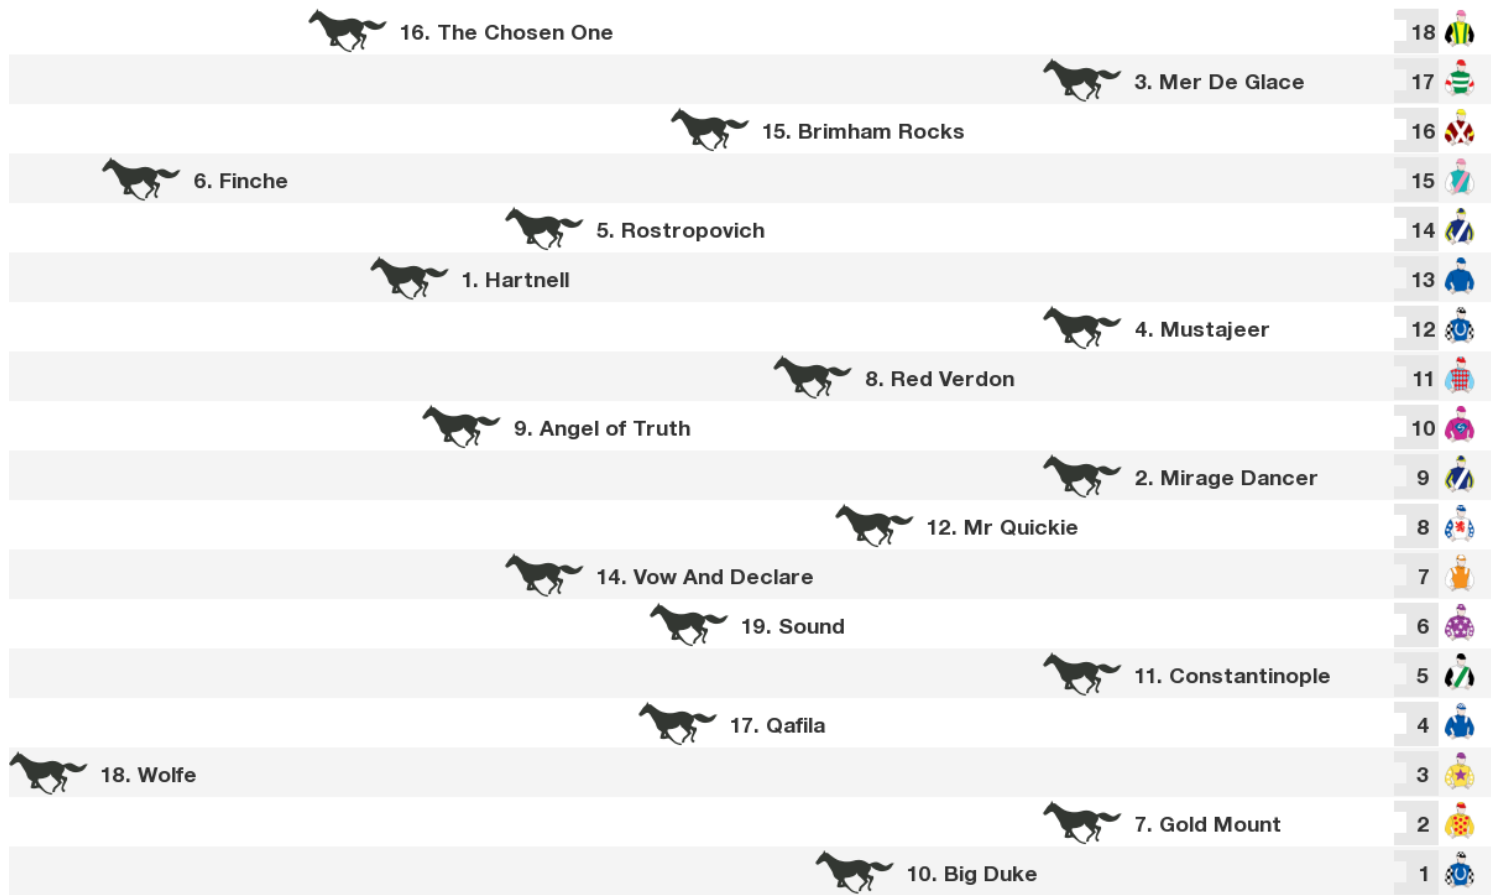 16. The Chosen One 18
3. Mer De Glace 17
15. Brimham Rocks 16
6. Finche 15
5. Rostropovich 14
1. Hartnell 13
4. Mustajeer 12
8. Red Verdon 11
9. Angel of Truth 10
2. Mirage Dancer 9
12. Mr Quickie 8
14. Vow And Declare 7
19. Sound 6
11. Constantinople 5
17. Qafila 4
18. Wolfe 3
7. Gold Mount 2
10. Big Duke 1